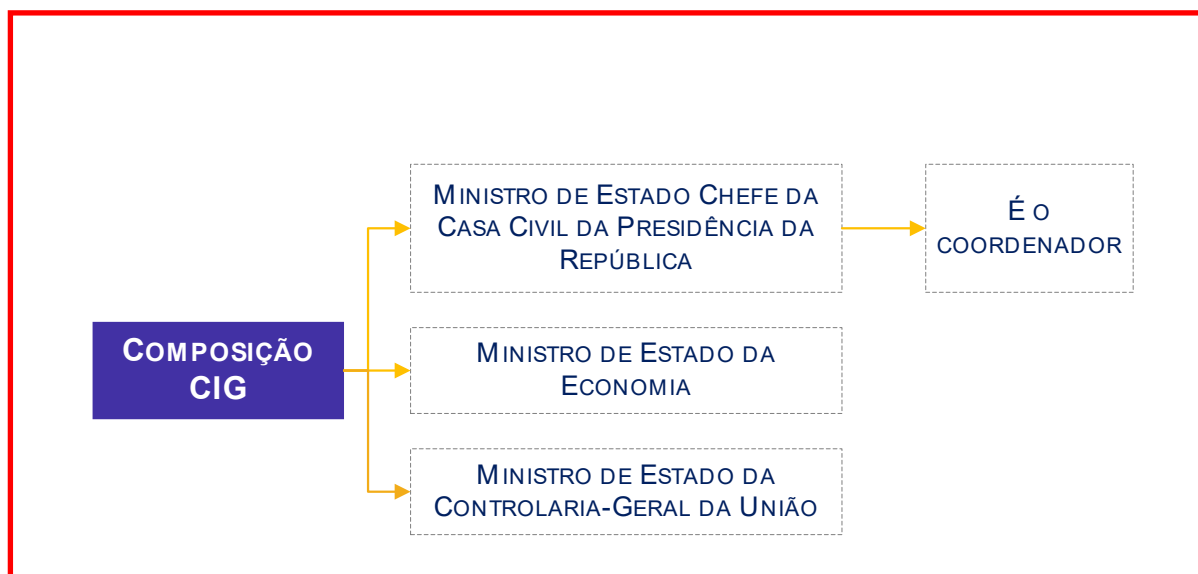 MINISTRO DE ESTADO CHEFE DA
CASA CIVIL DA PRESIDÊNCIA DA
REPÚBLICA
É O
COORDENADOR
COMPOSIÇÃO
CIG
MINISTRO DE ESTADO DA
ECONOMIA
MINISTRO DE ESTADO DA
CONTROLARIA-GERAL DA UNIÃO